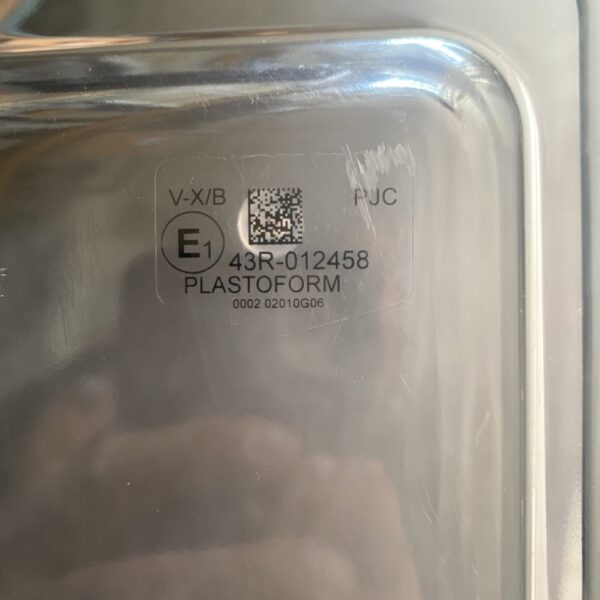 V-X/B PJC
E1 43R-012458
PLASTOFORM
0002 02010G06